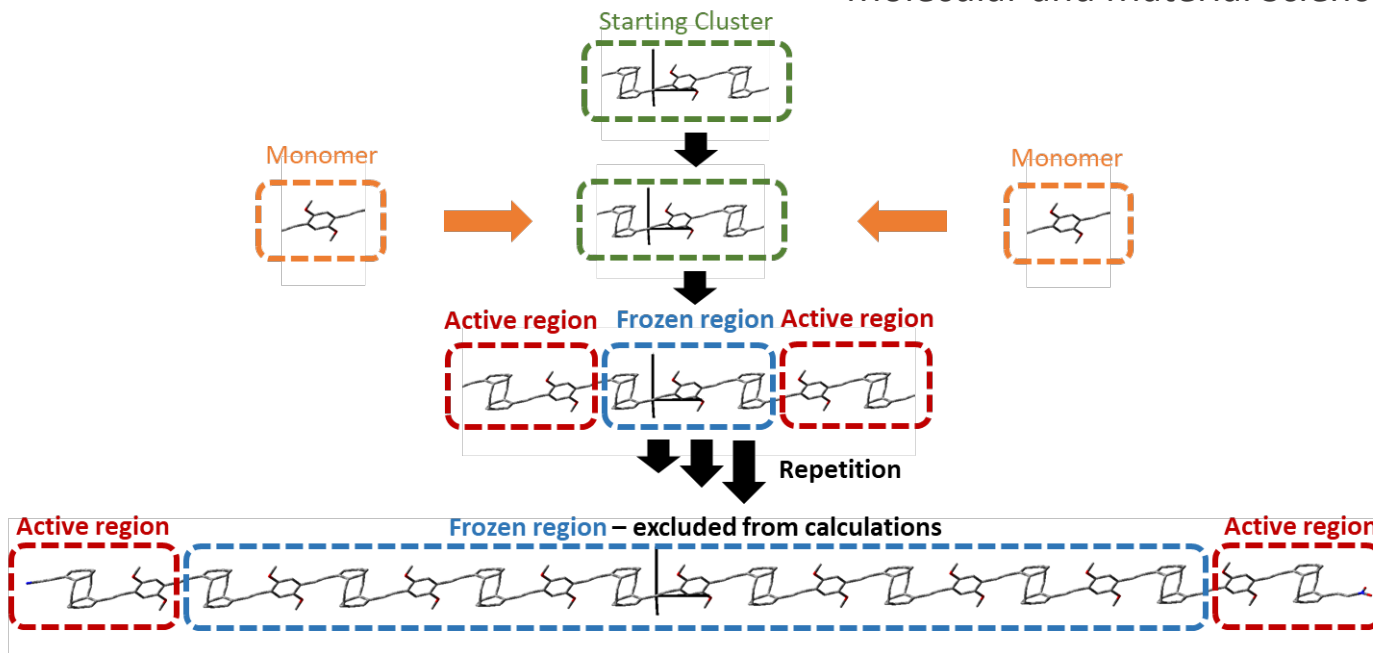 Starting Cluster
Monomer
Monomer
Active region
Frozen region
Active region
Repetition
Active region
Frozen region – excluded from calculations
Active region